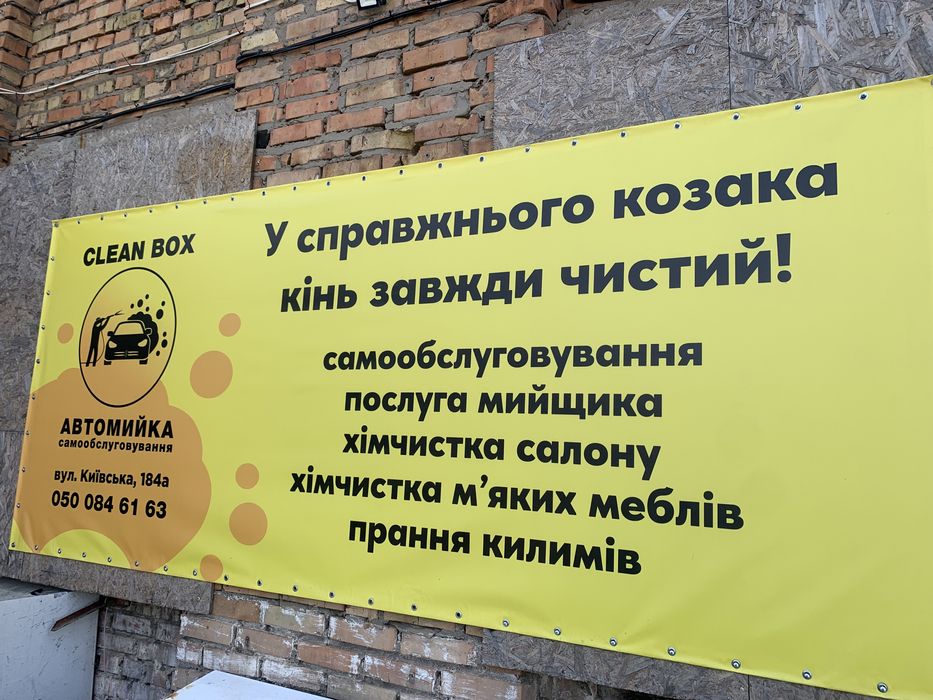 CLEAN BOX
АВТОМИЙКА
самообслуговування
вул. Київська, 184а
050 084 61 63
У справжнього козака
кінь завжди чистий!
самообслуговування
послуга мийщика
хімчистка салону
хімчистка м’яких меблів
прання килимів